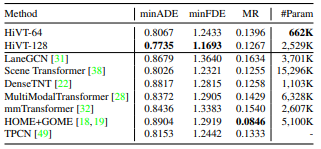 Method minADE minFDE MR #Param
HiVT-64 0.8067 1.2433 0.1396 662K
HiVT-128 0.7735 1.1693 0.1267 2,529K
LaneGCN [31] 0.8679 1.3640 0.1634 3,701K
Scene Transformer [38] 0.8026 1.2321 0.1255 15,296K
DenseTNT [22] 0.8817 1.2815 0.1258 1,103K
MultiModalTransformer [28] 0.8372 1.2905 0.1429 6,328K
mmTransformer [32] 0.8436 1.3383 0.1540 2,607K
HOME+GOME [18, 19] 0.8904 1.2919 0.0846 5,100K
TPCN [49] 0.8153 1.2442 0.1333 -